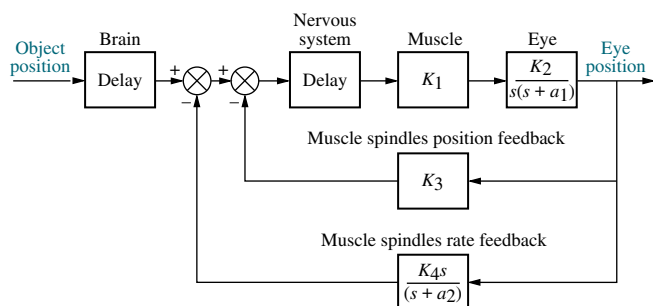 Brain
Nervous
system
Muscle
Eye
Object
position
Delay
+
−
+
−
Delay
K1
K2
s(s + a1)
Eye
position
Muscle spindles position feedback
K3
Muscle spindles rate feedback
K4s
(s + a2)